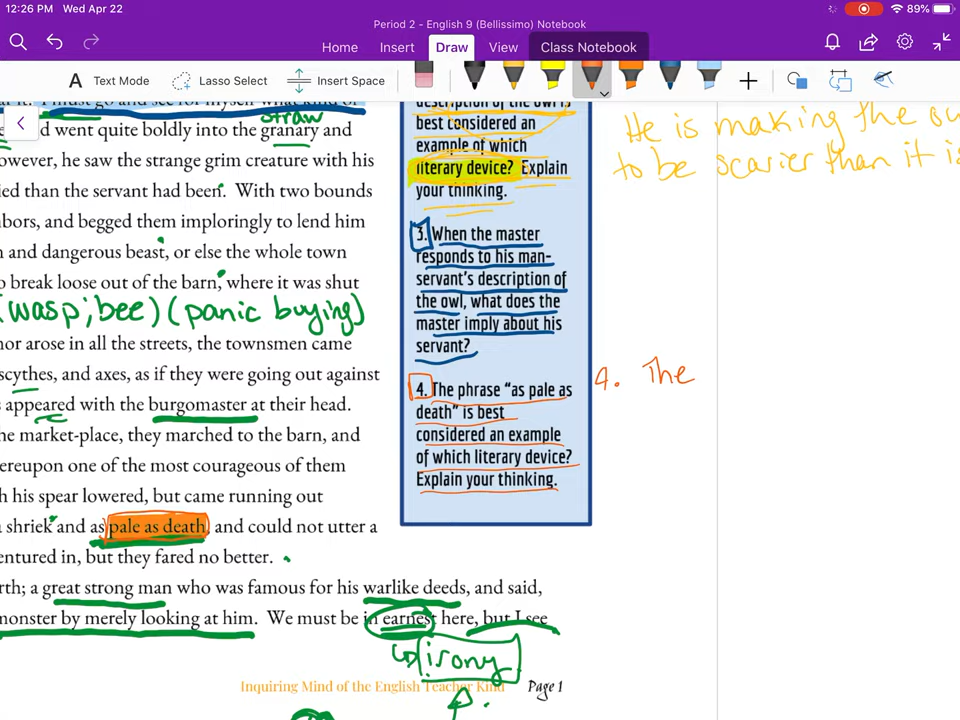 12:26 PM Wed Apr 22
89%
Period 2 - English 9 (Bellissimo) Notebook
Home Insert Draw View Class Notebook
Text Mode Lasso Select Insert Space
I must go and see for myself what kind of
straw
d went quite boldly into the granary and
owever, he saw the strange grim creature with his
ied than the servant had been. With two bounds
nbors, and begged them imploringly to lend him
n and dangerous beast, or else the whole town
o break loose out of the barn, where it was shut
(wasp; bee) (panic buying)
nor arose in all the streets, the townsmen came
scythes, and axes, as if they were going out against
s appeared with the burgomaster at their head.
he market-place, they marched to the barn, and
ereupon one of the most courageous of them
h his spear lowered, but came running out
a shriek and as pale as death, and could not utter a
entured in, but they fared no better.
rth; a great strong man who was famous for his warlike deeds, and said,
monster by merely looking at him. We must be in earnest here, but I see
irony
Inquiring Mind of the English Teacher Kind Page 1
description of the owl is
best considered an
example of which
literary device? Explain
your thinking.
3. When the master
responds to his man-
servant's description of
the owl, what does the
master imply about his
servant?
4. The phrase "as pale as
death" is best
considered an example
of which literary device?
Explain your thinking.
He is making the
to be scarier than it is
4. The